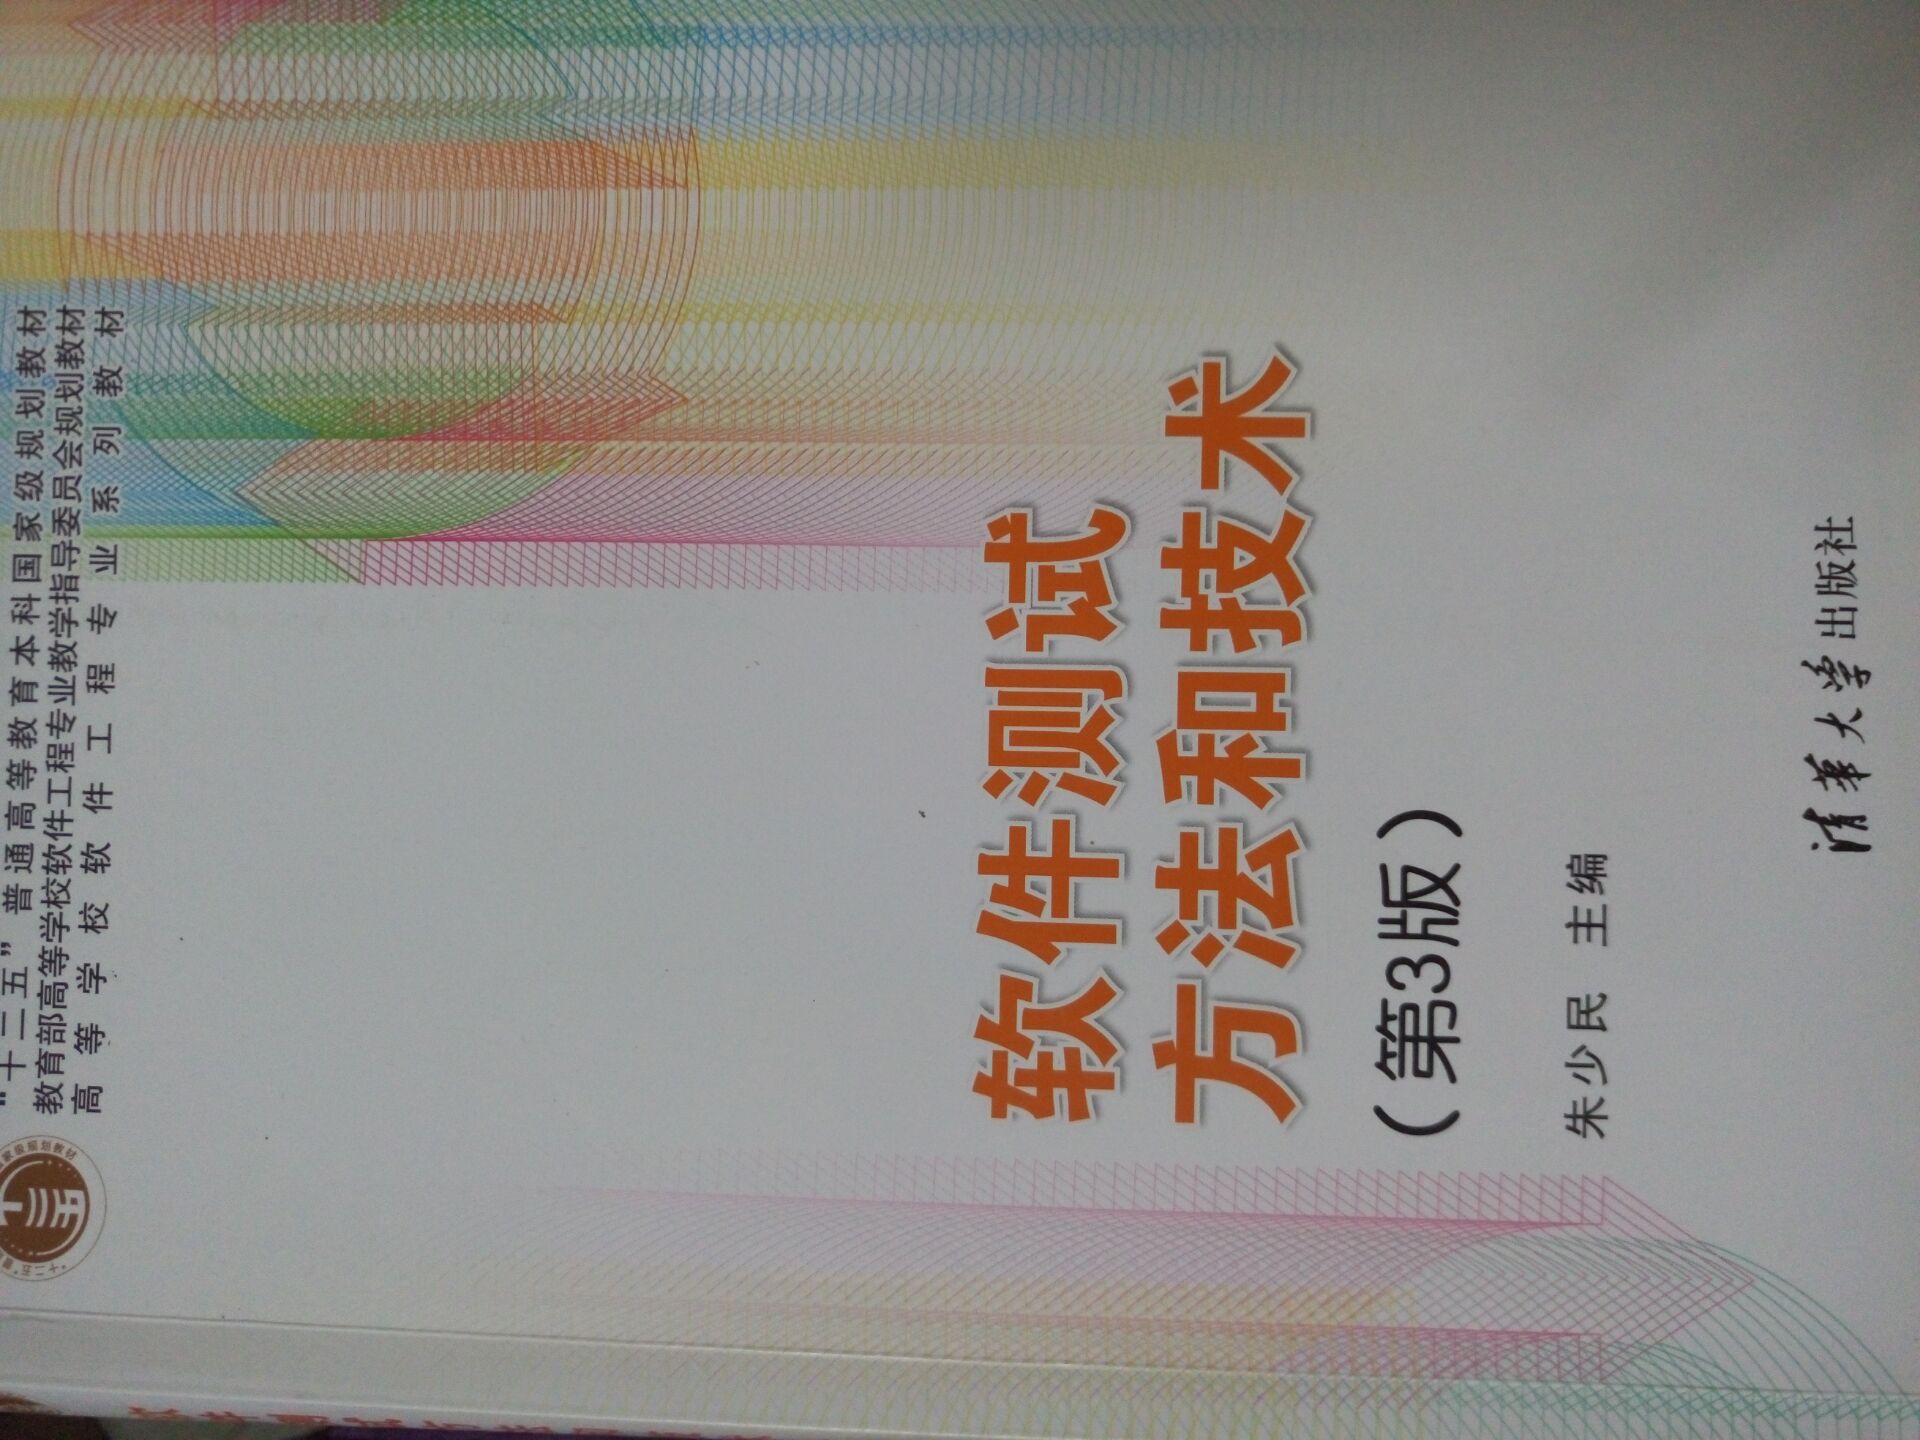 “十二五”普通高等教育本科国家级规划教材
教育部高等学校软件工程专业教学指导委员会规划教材
高等学校软件工程专业系列教材
软件测试
方法和技术
（第3版）
朱少民 主编
清华大学出版社